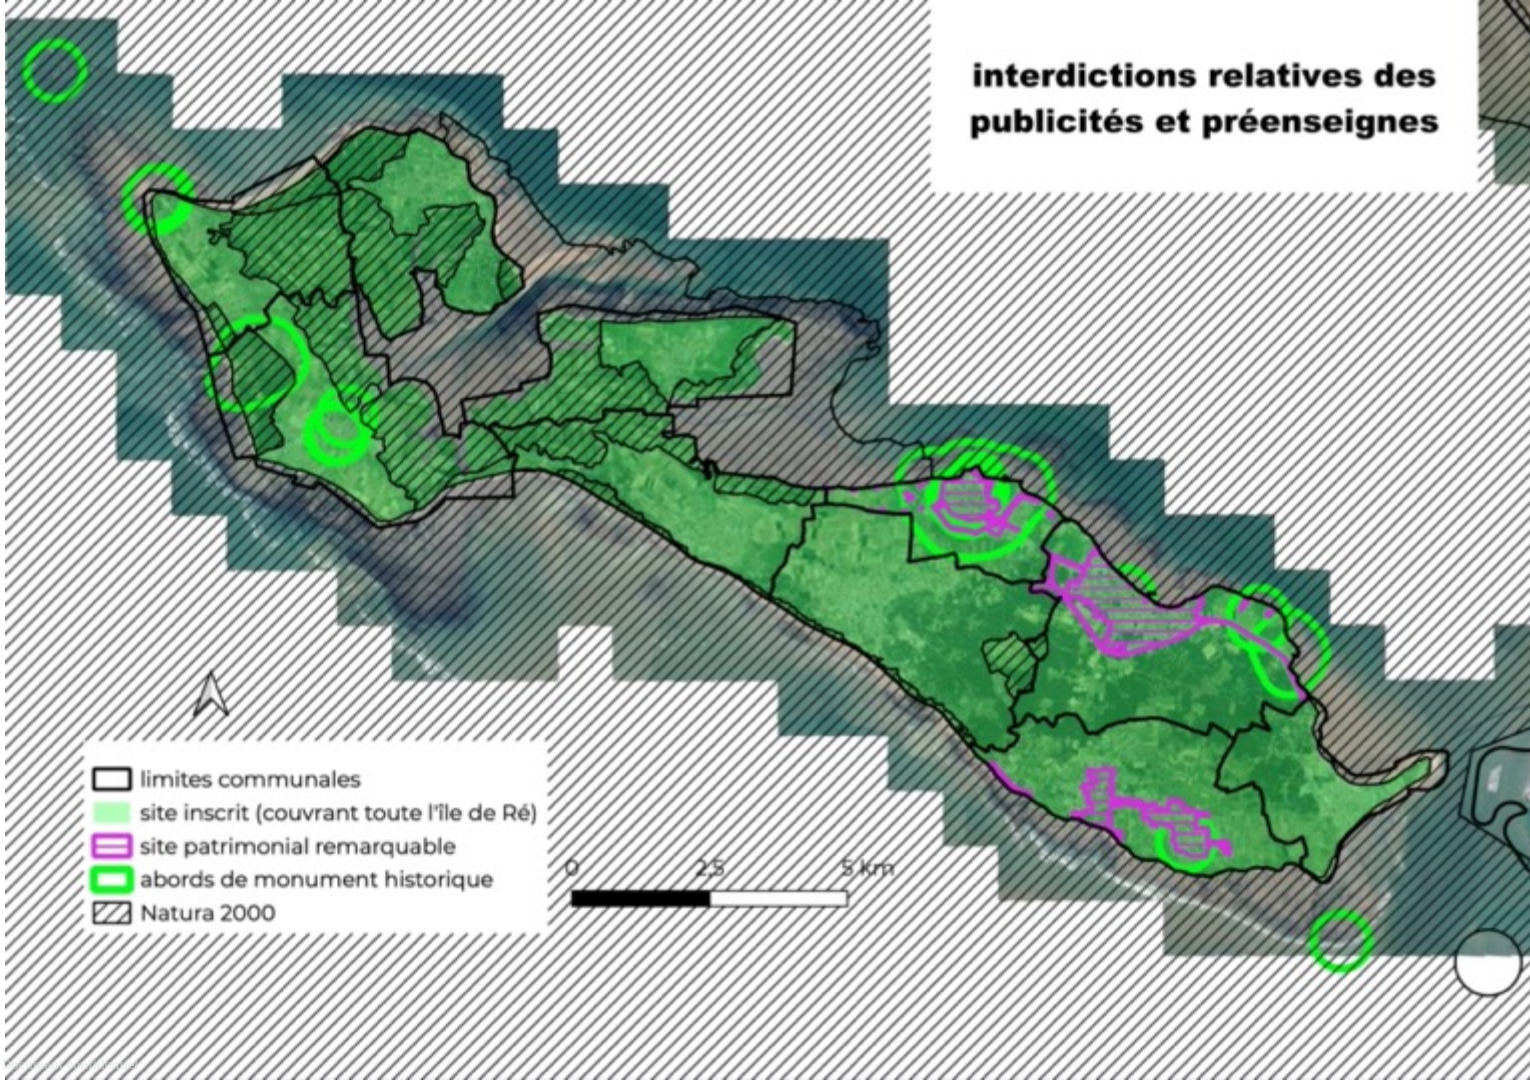 interdictions relatives des
publicités et préenseignes
limites communales
site inscrit (couvrant toute l'île de Ré)
site patrimonial remarquable
abords de monument historique
Natura 2000
0 2,5 5 km